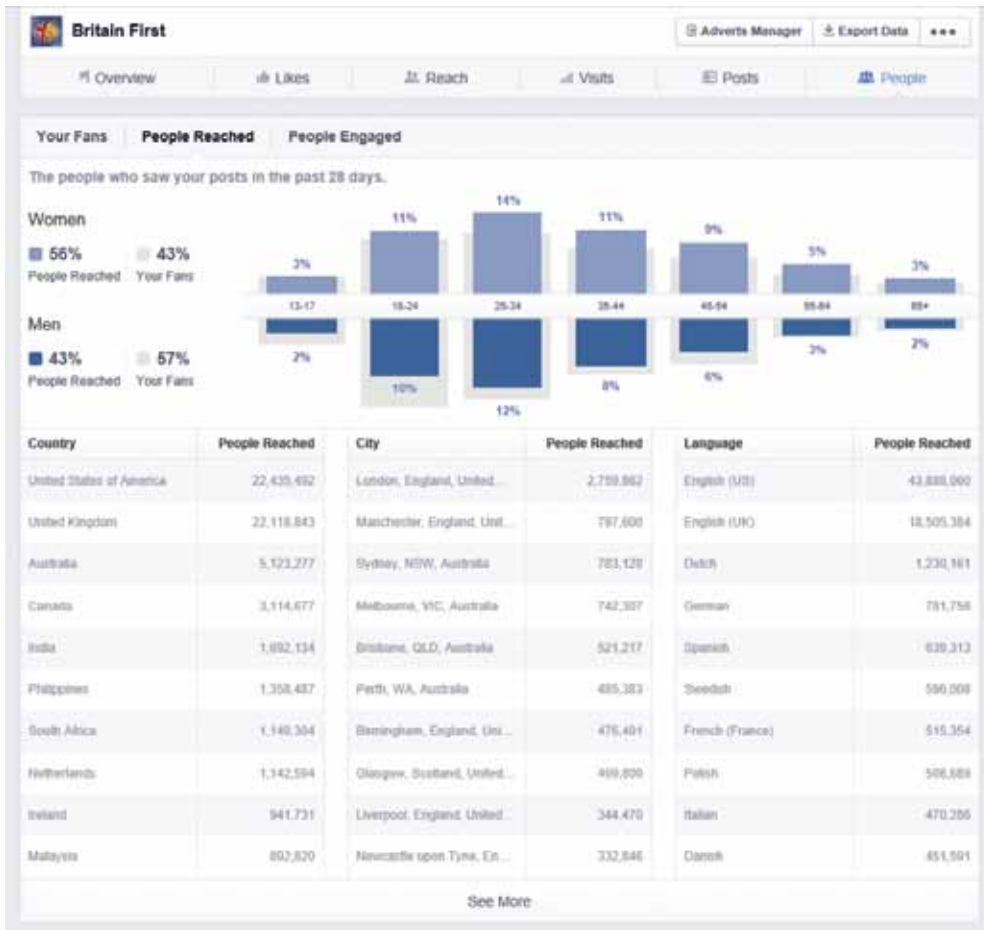 Britain First
Adverts Manager Export Data
Overview Likes Reach Visits Posts People
Your Fans People Reached People Engaged
The people who saw your posts in the past 28 days.
Women
56% 43%
People Reached Your Fans
3% 11% 14% 11% 9% 5% 3%
13-17 18-24 25-34 35-44 45-54 55-64 65+
Men
43% 57%
People Reached Your Fans
2% 10% 12% 8% 6% 3% 2%
Country People Reached City People Reached Language People Reached
United States of America 22,435,492 London, England, United... 2,759,862 English (US) 43,888,000
United Kingdom 22,118,843 Manchester, England, Unit... 797,600 English (UK) 18,505,384
Australia 5,123,277 Sydney, NSW, Australia 783,128 Dutch 1,230,161
Canada 3,114,677 Melbourne, VIC, Australia 742,307 German 781,758
India 1,692,134 Brisbane, QLD, Australia 521,217 Spanish 639,313
Philippines 1,358,487 Perth, WA, Australia 485,383 Swedish
South Africa 1,140,304 Birmingham, England, Uni... 476,401 French (France) 515,354
Netherlands 1,142,594 Glasgow, Scotland, United... Polish
Ireland 941,731 Liverpool, England, United... 344,470 Italian 470,286
Malaysia 892,820 Newcastle upon Tyne, En... 332,846 Danish 451,591
See More